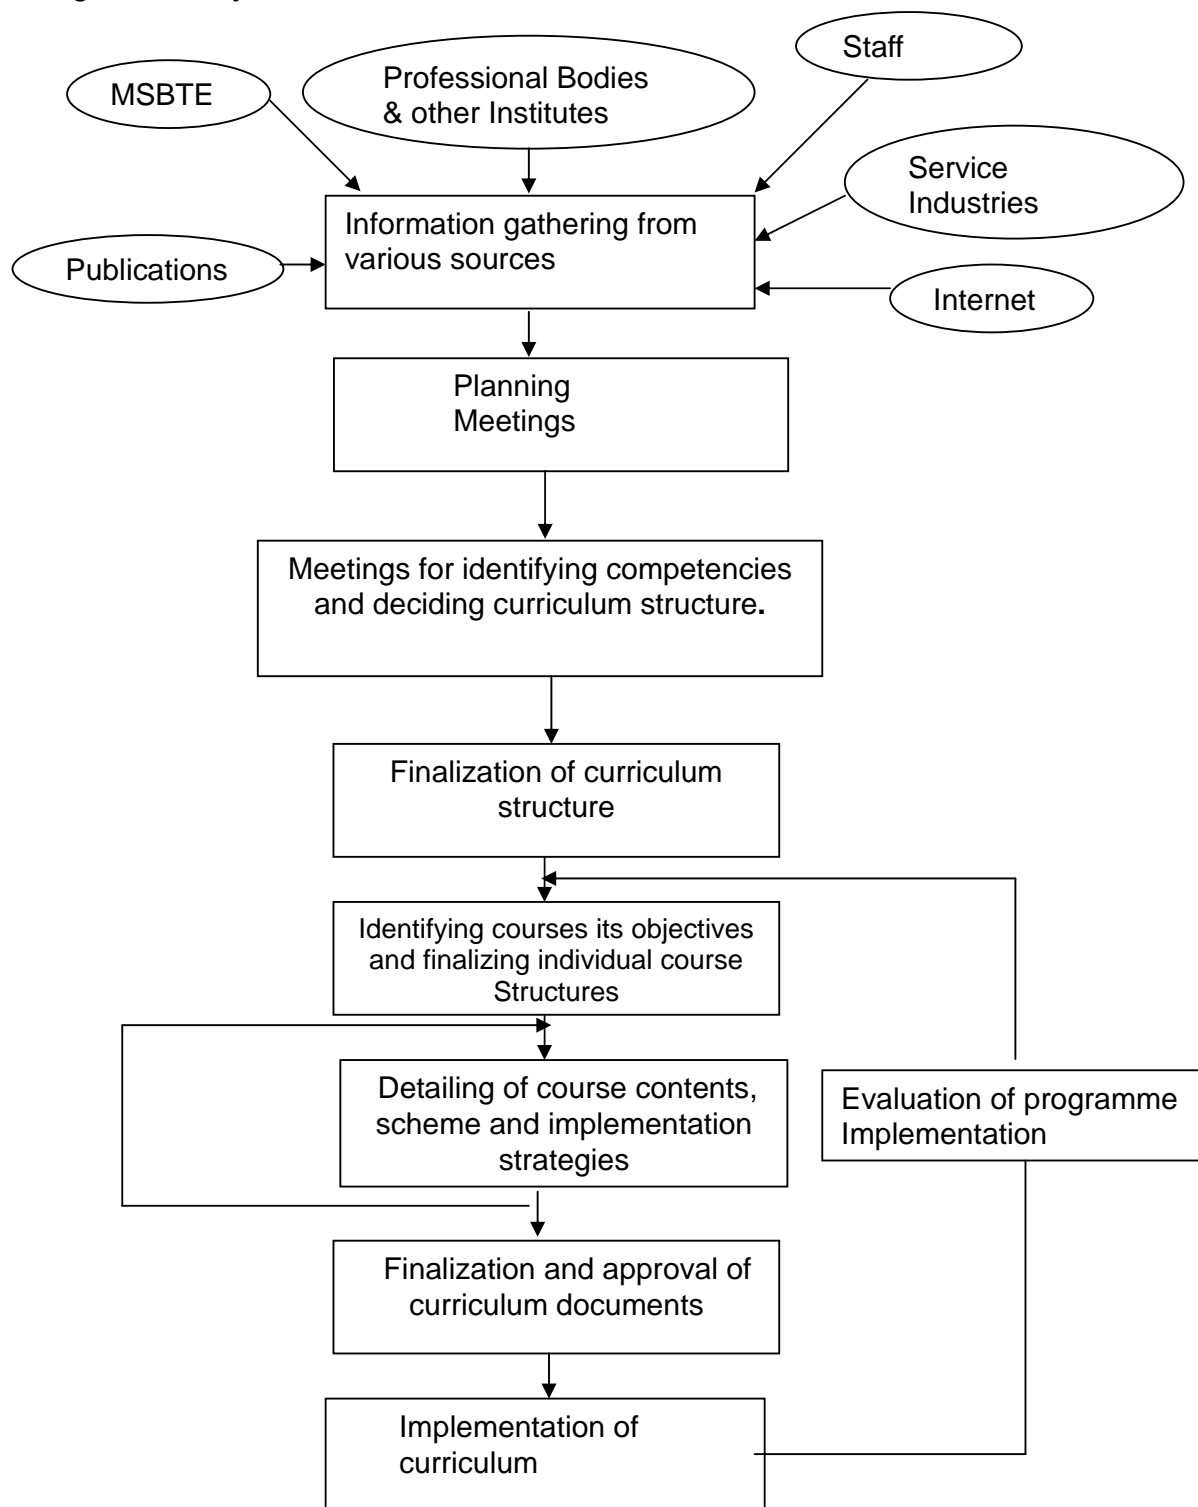 Staff
Professional Bodies
& other Institutes
MSBTE
Service
Industries
Information gathering from
various sources
Publications
Internet
Planning
Meetings
Meetings for identifying competencies
and deciding curriculum structure.
Finalization of curriculum
structure
Identifying courses its objectives
and finalizing individual course
Structures
Detailing of course contents,
scheme and implementation
strategies
Evaluation of programme
Implementation
Finalization and approval of
curriculum documents
Implementation of
curriculum